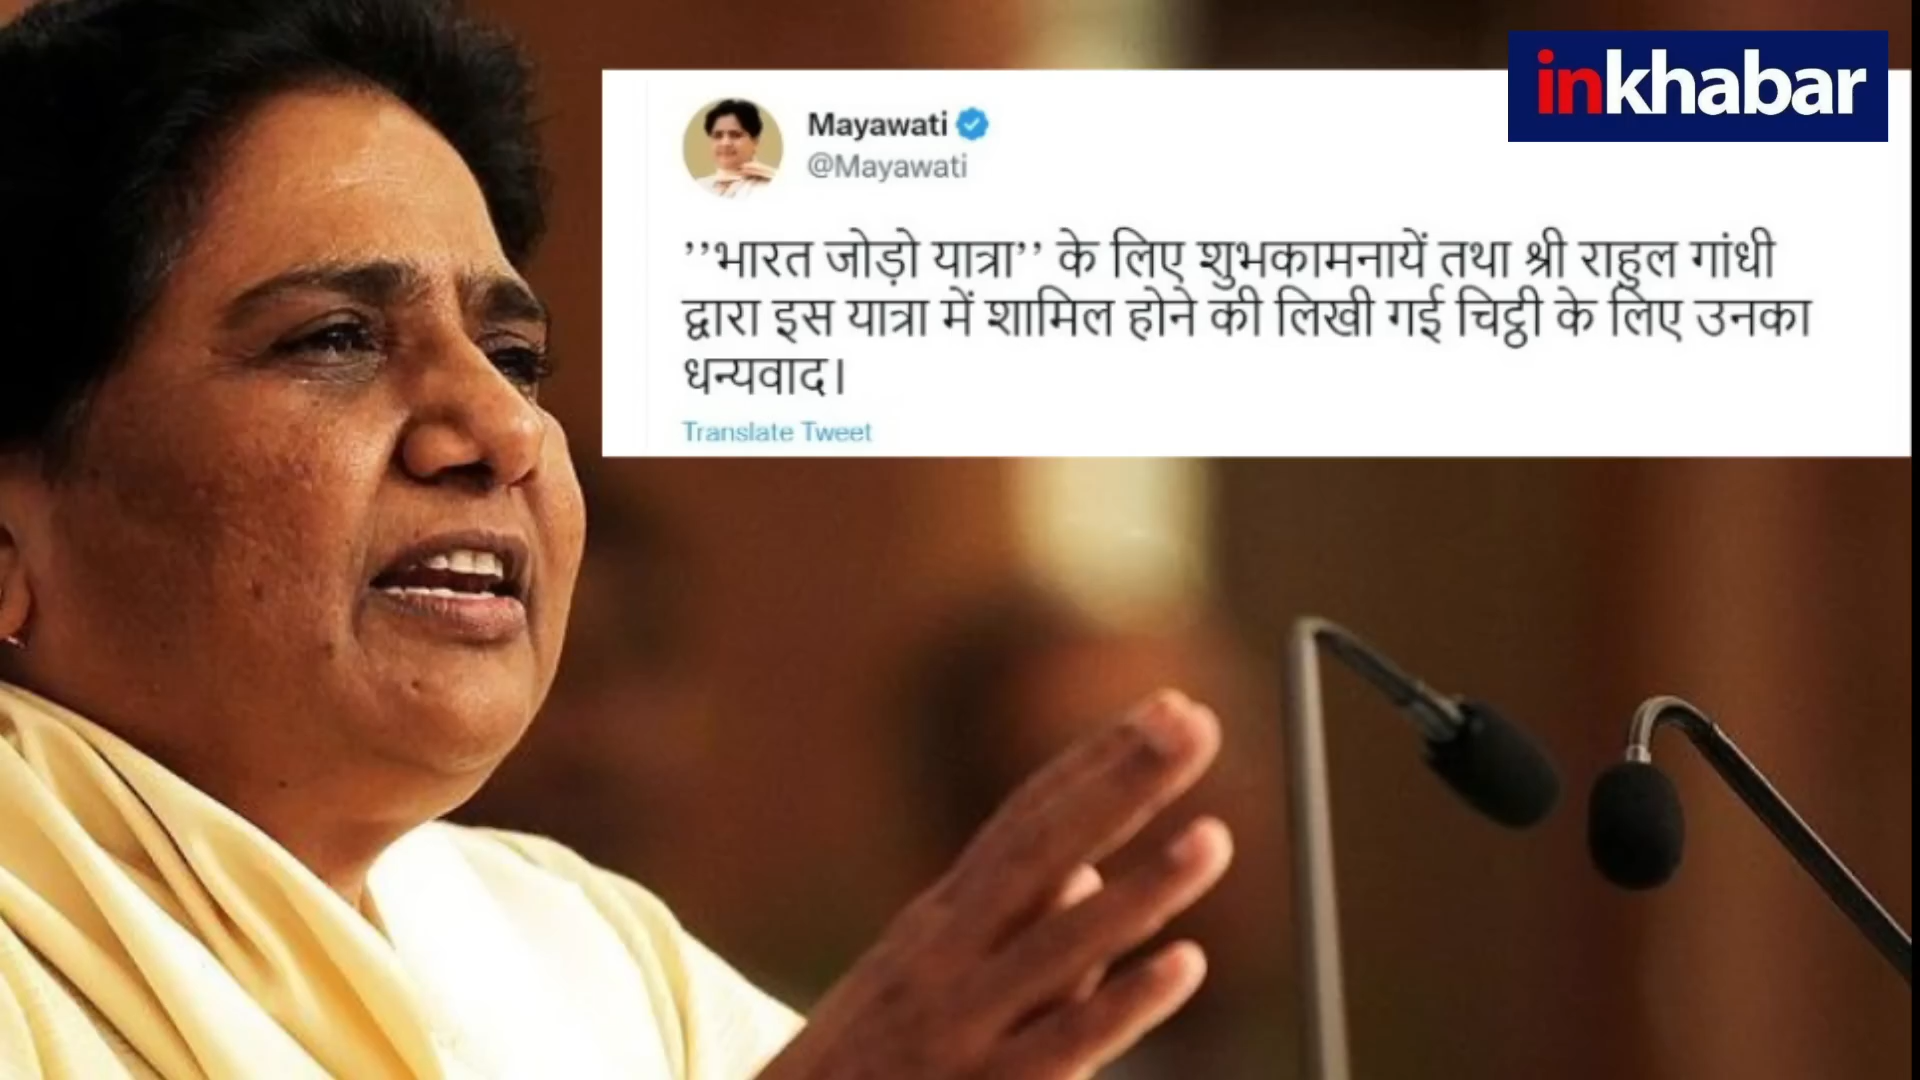 inkhabar
Mayawati
@Mayawati
’’भारत जोड़ो यात्रा’’ के लिए शुभकामनायें तथा श्री राहुल गांधी
द्वारा इस यात्रा में शामिल होने की लिखी गई चिट्ठी के लिए उनका
धन्यवाद।
Translate Tweet